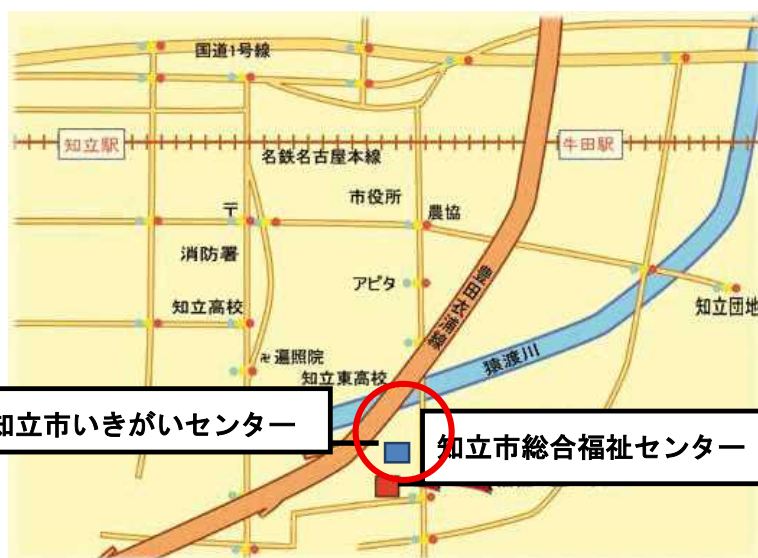 国道1号線
知立駅
牛田駅
名鉄名古屋本線
〒
市役所
農協
消防署
アピタ
豊田衣浦線
知立高校
知立団地
卍遍照院
猿渡川
知立東高校
知立市いきがいセンター
知立市総合福祉センター